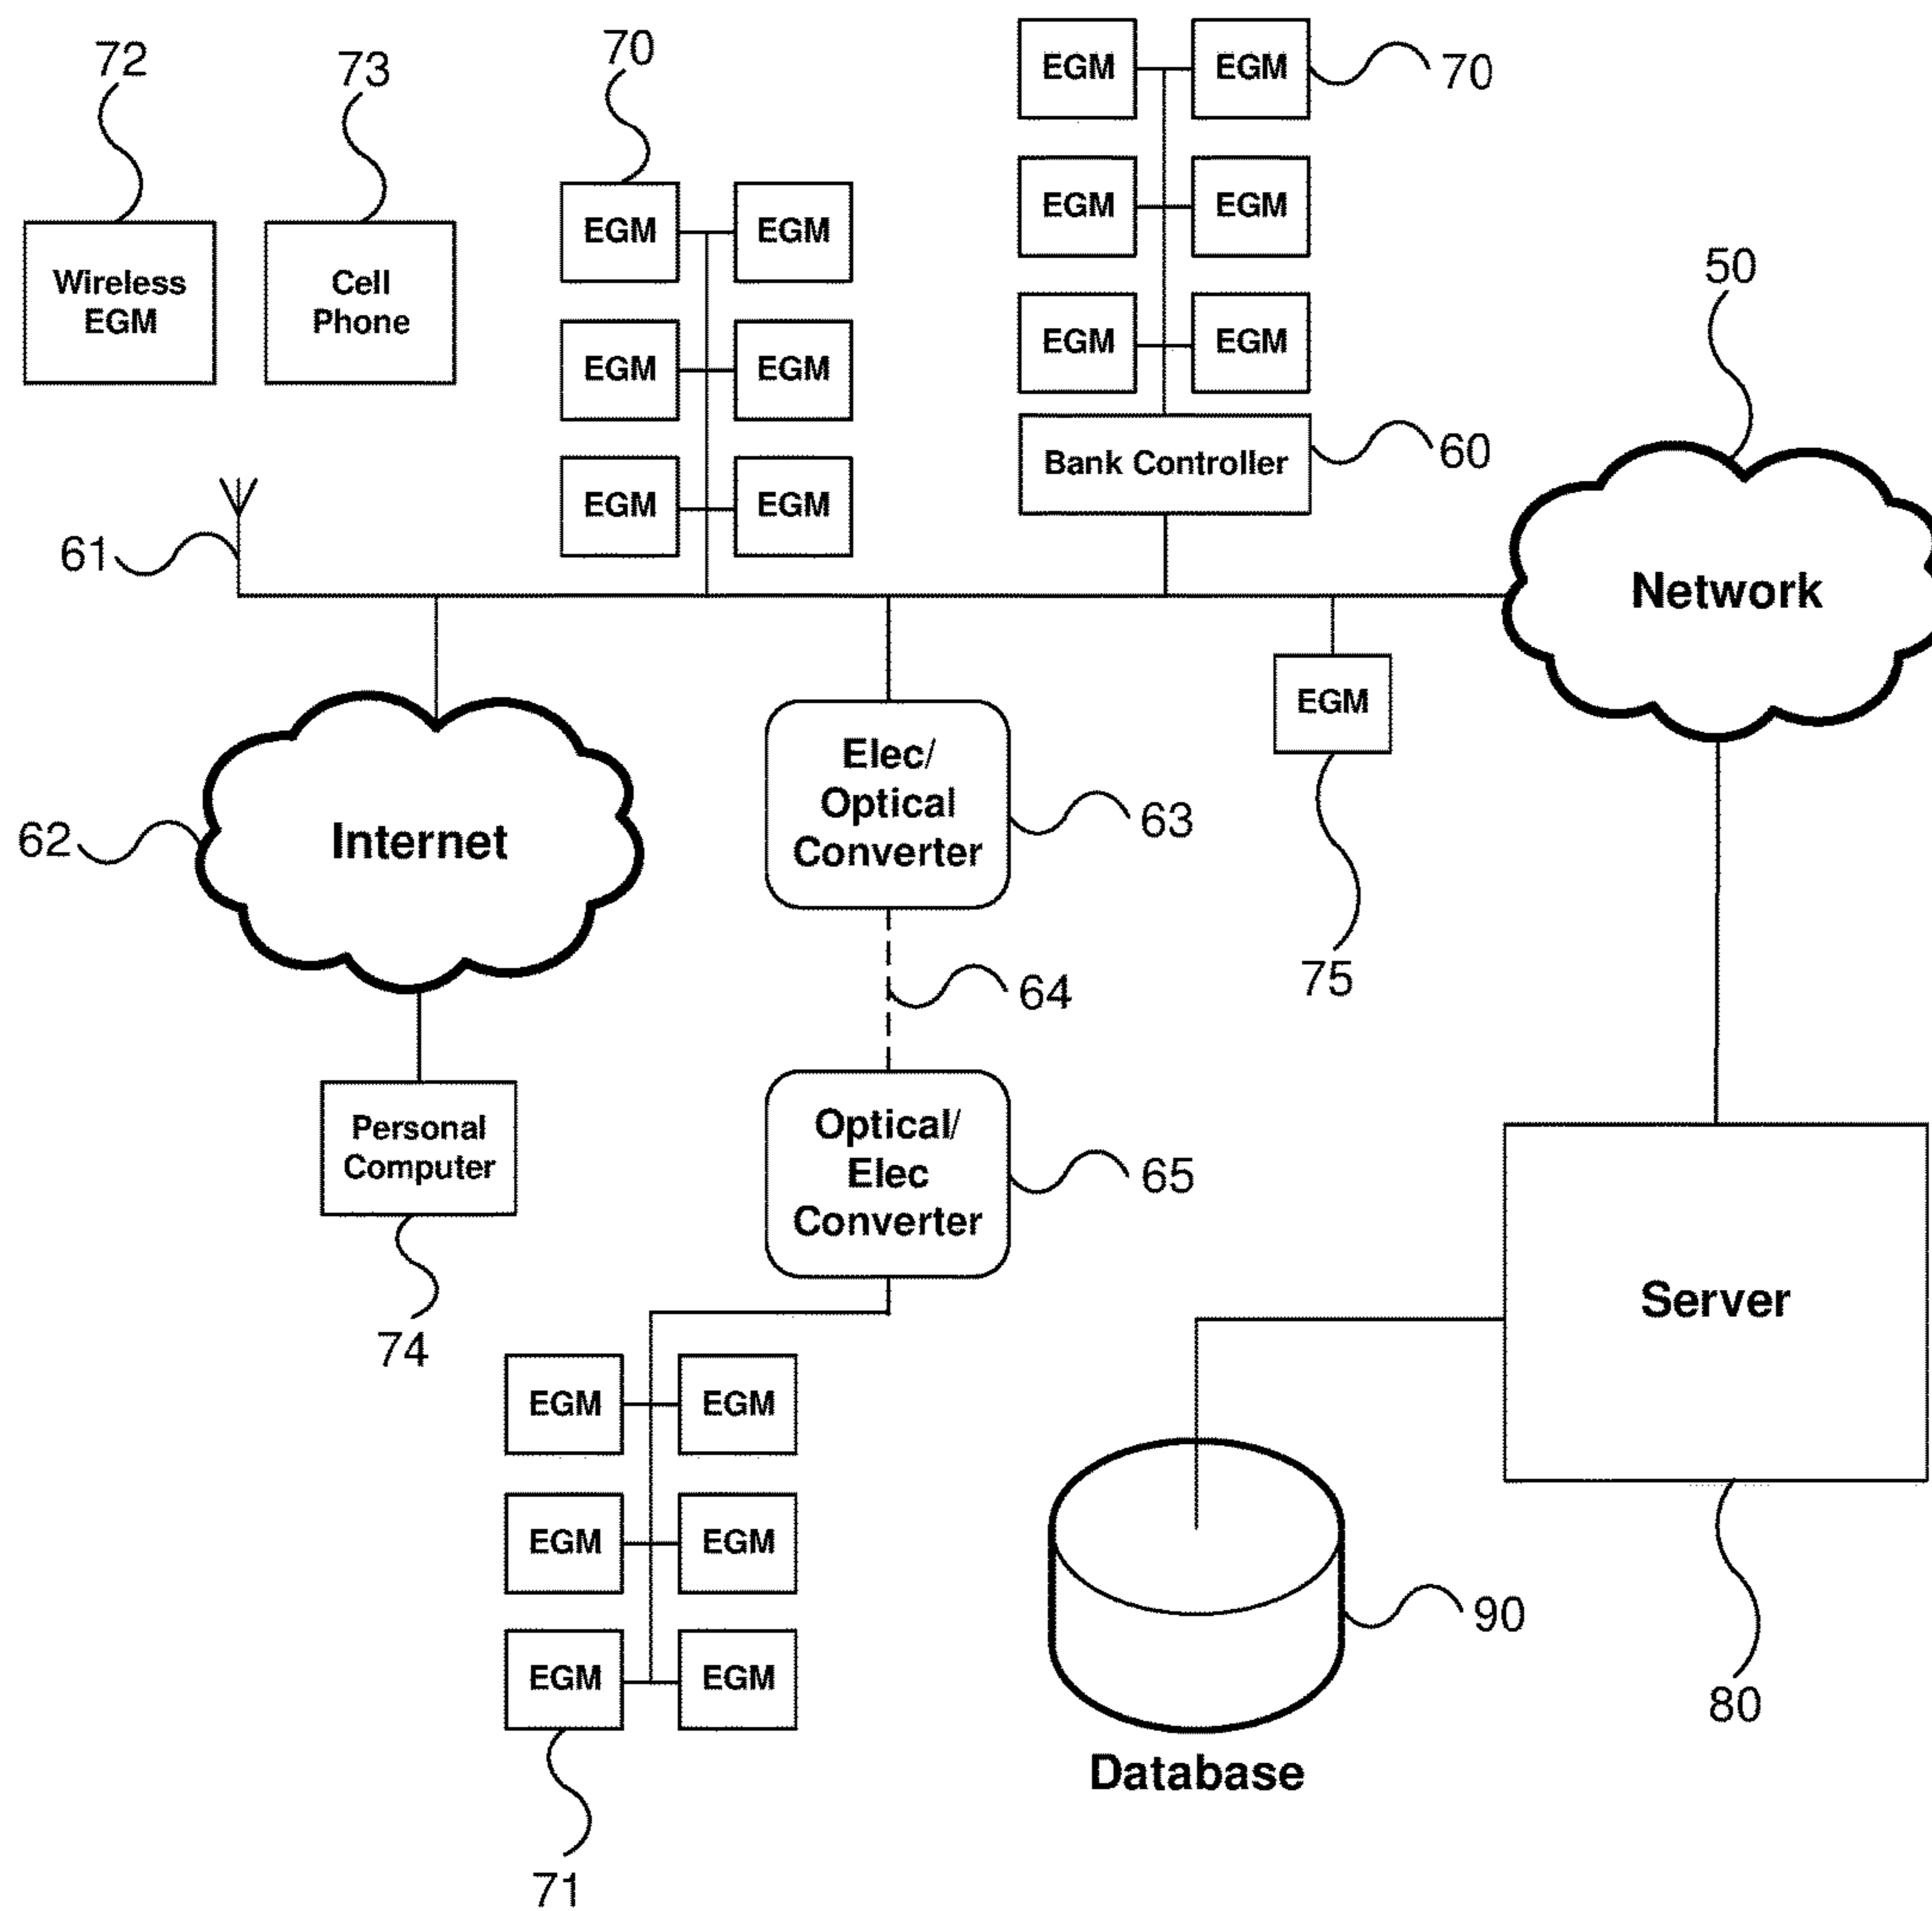 72
73
70
EGM EGM
70
EGM EGM
EGM EGM
EGM EGM
EGM EGM
EGM EGM
Wireless
EGM
Cell
Phone
50
Bank Controller
60
61
Network
EGM
Elec/
Optical
Converter
63
62
Internet
75
64
Personal
Computer
Optical/
Elec
Converter
65
74
Server
EGM EGM
EGM EGM
EGM EGM
90
80
Database
71